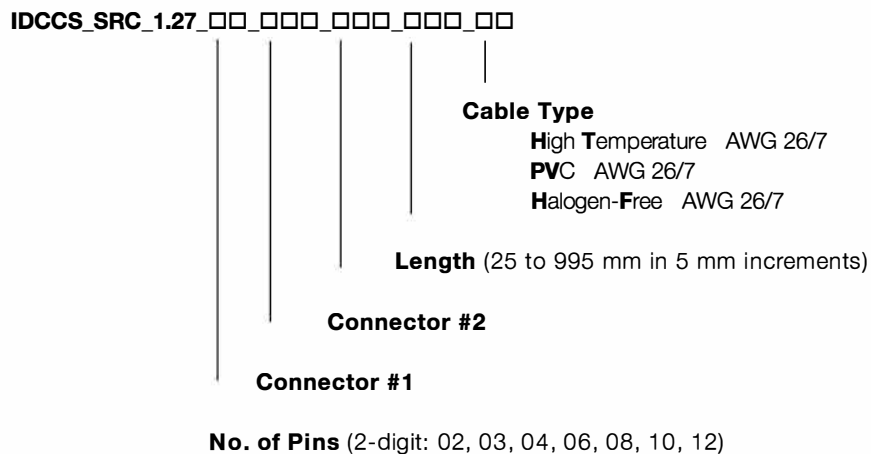 IDCCS_SRC_1.27_□□_□□□_□□□_□□□_□□
Cable Type
High Temperature AWG 26/7
PVC AWG 26/7
Halogen-Free AWG 26/7
Length (25 to 995 mm in 5 mm increments)
Connector #2
Connector #1
No. of Pins (2-digit: 02, 03, 04, 06, 08, 10, 12)